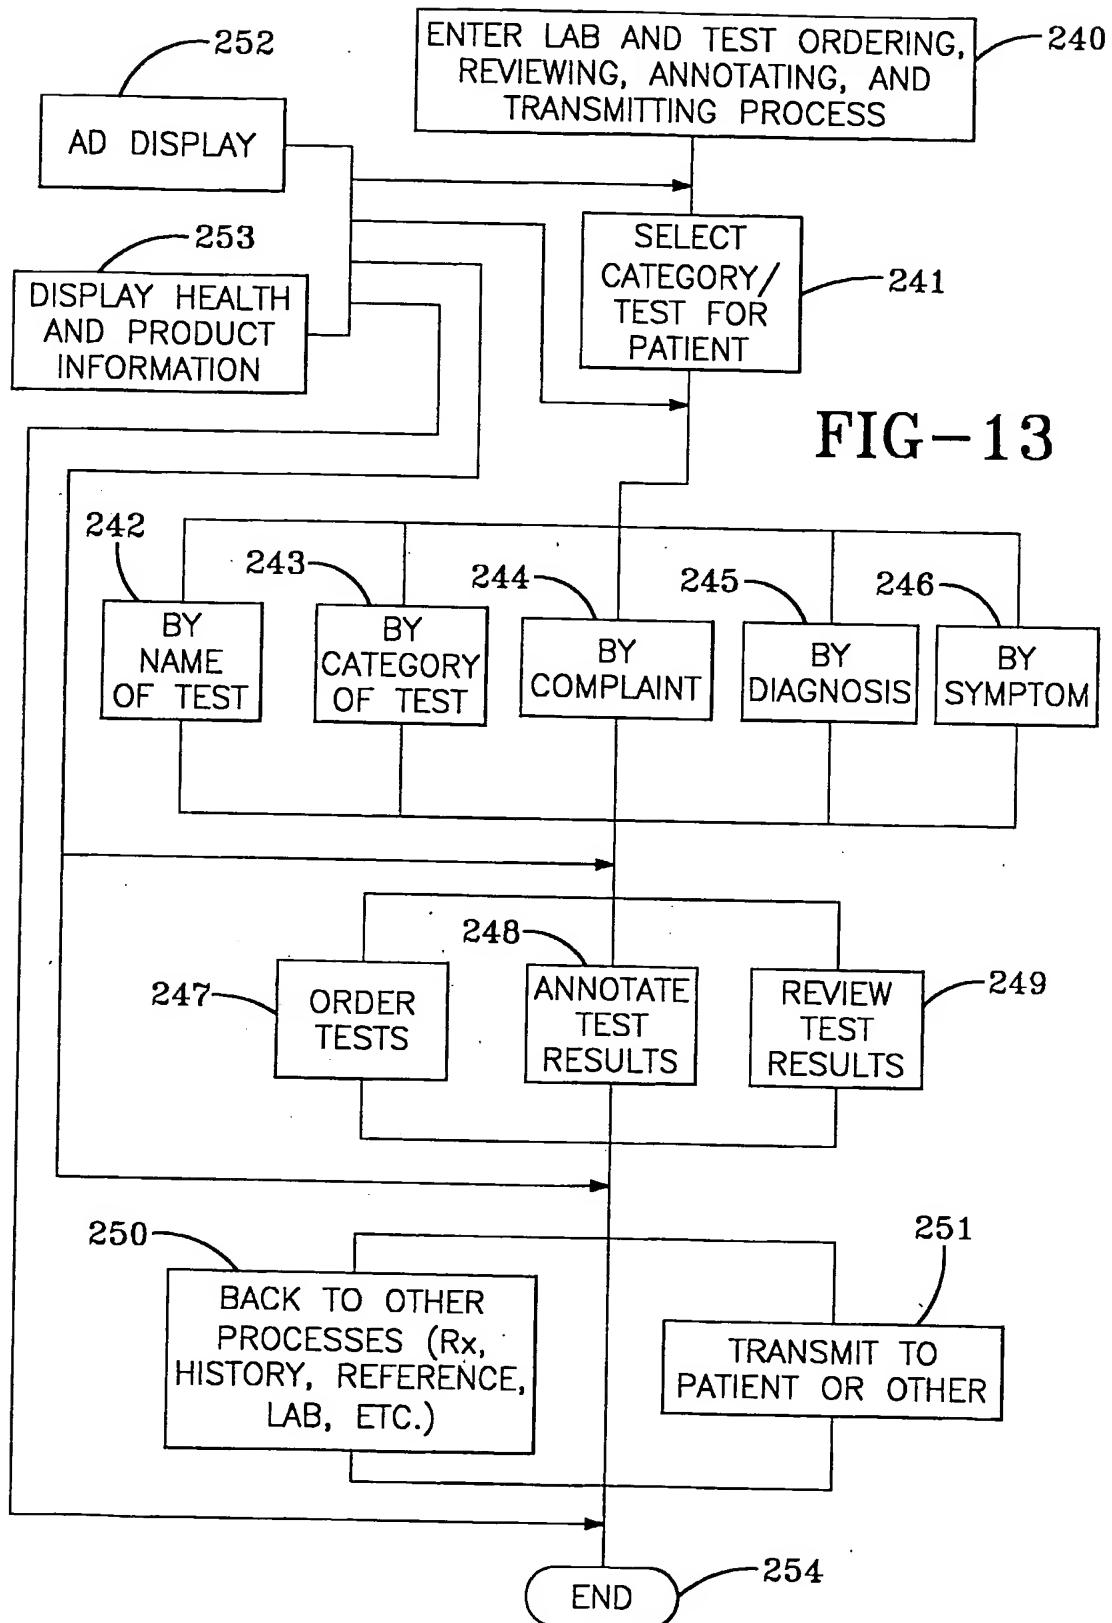 252
AD DISPLAY
ENTER LAB AND TEST ORDERING,
REVIEWING, ANNOTATING, AND
TRANSMITTING PROCESS
240
253
DISPLAY HEALTH
AND PRODUCT
INFORMATION
SELECT
CATEGORY/
TEST FOR
PATIENT
241
FIG-13
242
BY
NAME
OF TEST
243
BY
CATEGORY
OF TEST
244
BY
COMPLAINT
245
BY
DIAGNOSIS
246
BY
SYMPTOM
247
ORDER
TESTS
248
ANNOTATE
TEST
RESULTS
REVIEW
TEST
RESULTS
249
250
BACK TO OTHER
PROCESSES (Rx,
HISTORY, REFERENCE,
LAB, ETC.)
251
TRANSMIT TO
PATIENT OR OTHER
END
254